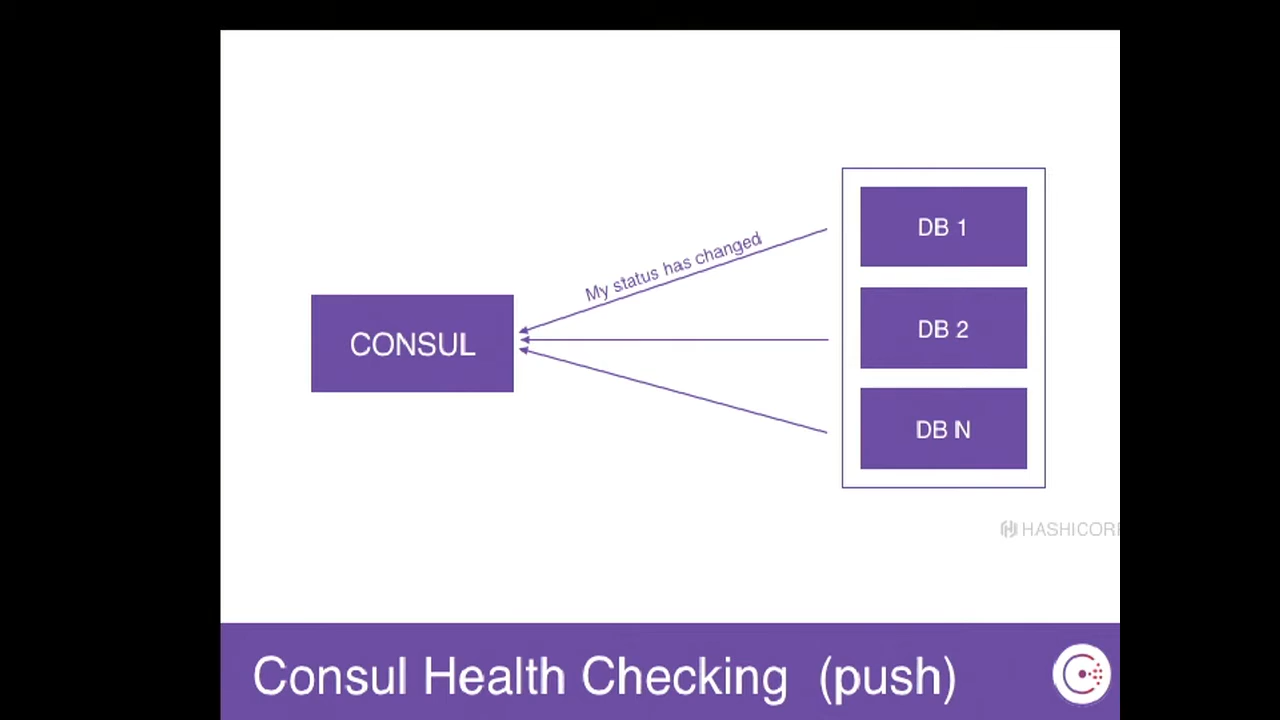 My status has changed
DB 1
CONSUL
DB 2
DB N
HASHICORP
Consul Health Checking (push)